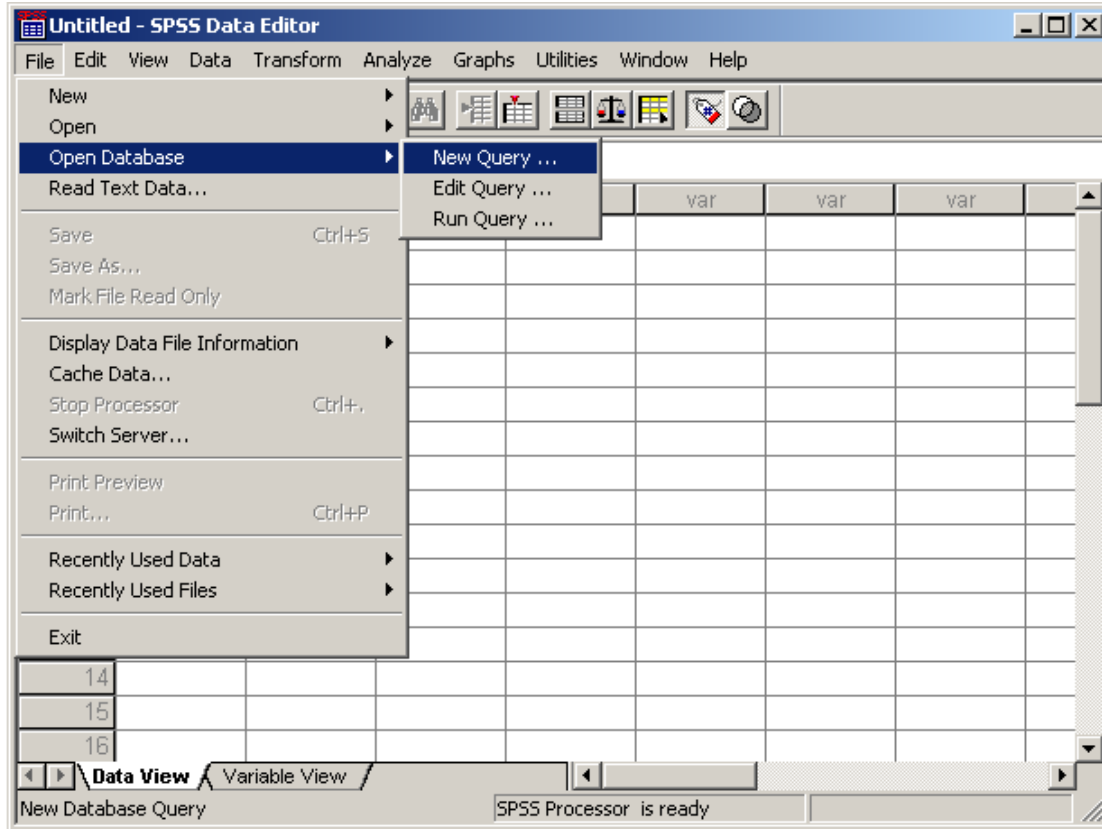 SPSS Untitled - SPSS Data Editor
File Edit View Data Transform Analyze Graphs Utilities Window Help
New
Open
Open Database
New Query ...
Edit Query ...
Run Query ...
Read Text Data...
var var var
Save Ctrl+S
Save As...
Mark File Read Only
Display Data File Information
Cache Data...
Stop Processor Ctrl+.
Switch Server...
Print Preview
Print... Ctrl+P
Recently Used Data
Recently Used Files
Exit
14
15
16
Data View Variable View
New Database Query SPSS Processor is ready